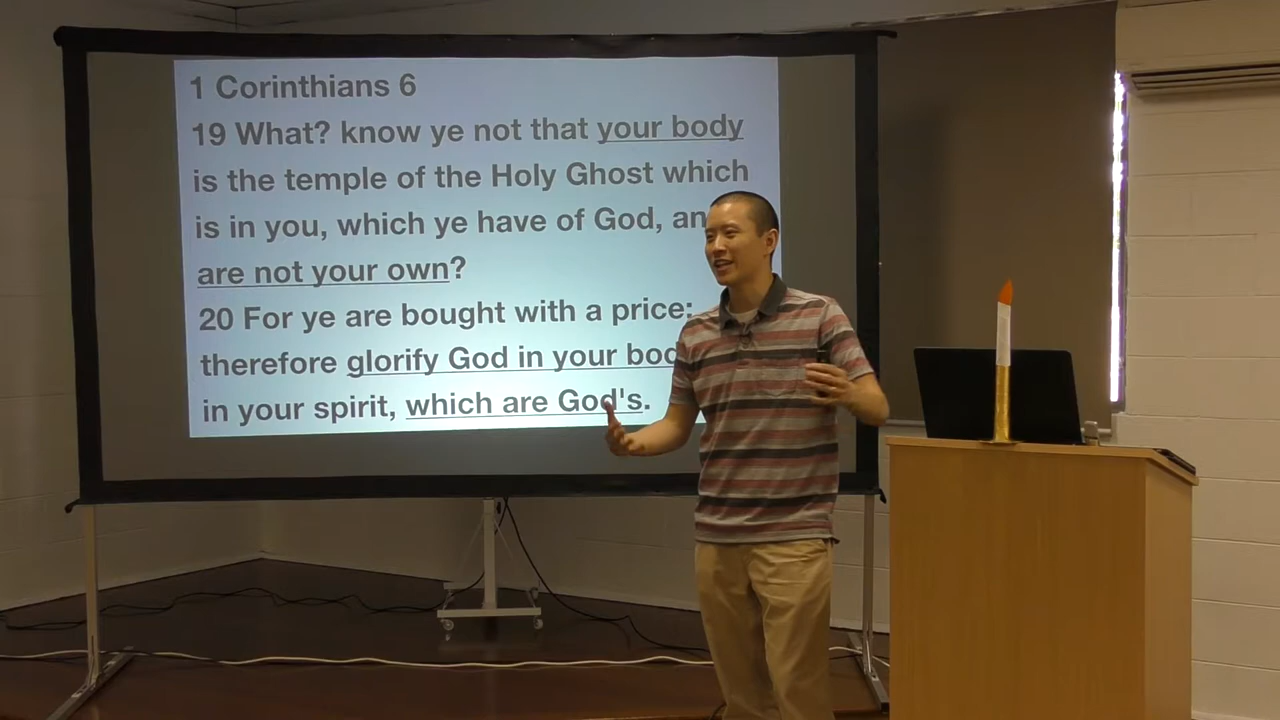 1 Corinthians 6
19 What? know ye not that your body
is the temple of the Holy Ghost which
is in you, which ye have of God,
are not your own?
20 For ye are bought with a price:
therefore glorify God in your
in your spirit, which are God's.